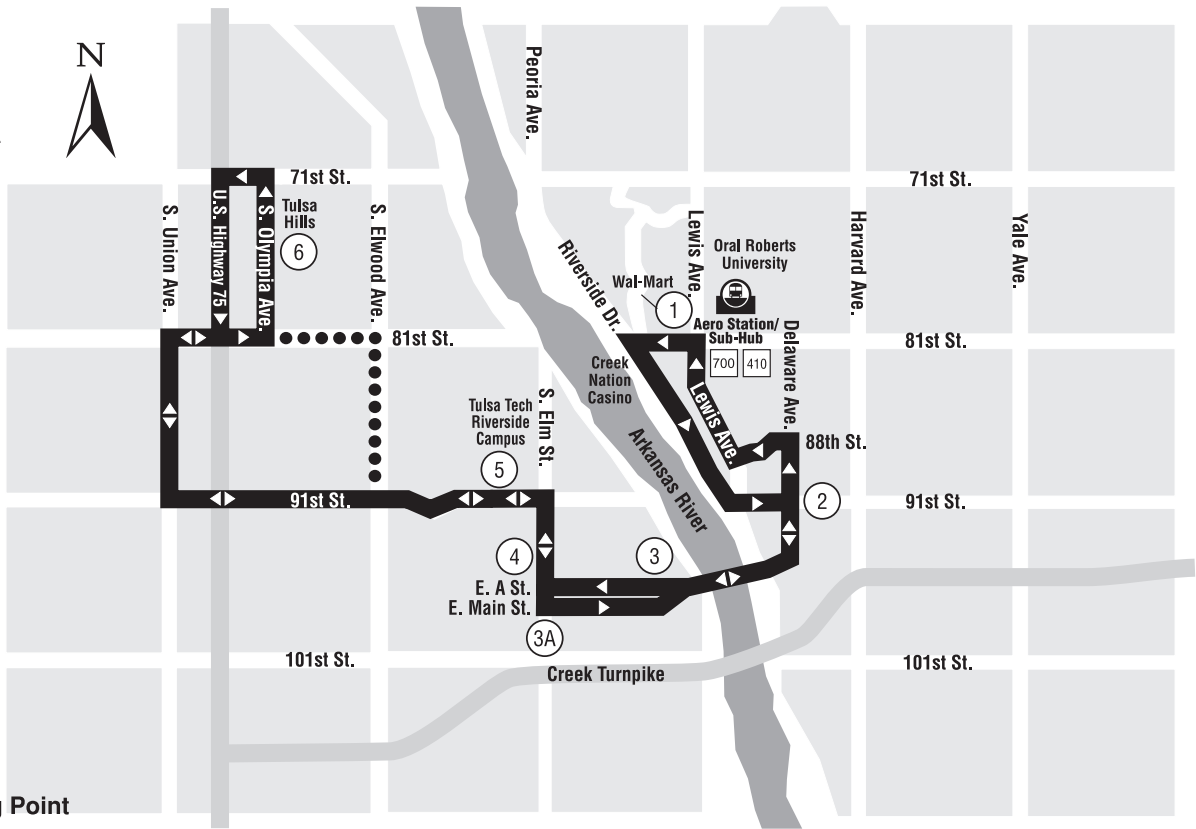 N
Peoria Ave.
71st St.
71st St.
S. Union Ave.
U.S. Highway 75
S. Olympia Ave.
Tulsa
Hills
6
S. Elwood Ave.
Riverside Dr.
Wal-Mart
1
Lewis Ave.
Oral Roberts
University
Harvard Ave.
Yale Ave.
Aero Station/
Sub-Hub
700 410
Delaware Ave.
81st St.
81st St.
Creek
Nation
Casino
Lewis Ave.
Tulsa Tech
Riverside
Campus
5
S. Elm St.
Arkansas River
88th St.
91st St.
2
91st St.
4
3
E. A St.
E. Main St.
3A
101st St.
Creek Turnpike
101st St.
Point